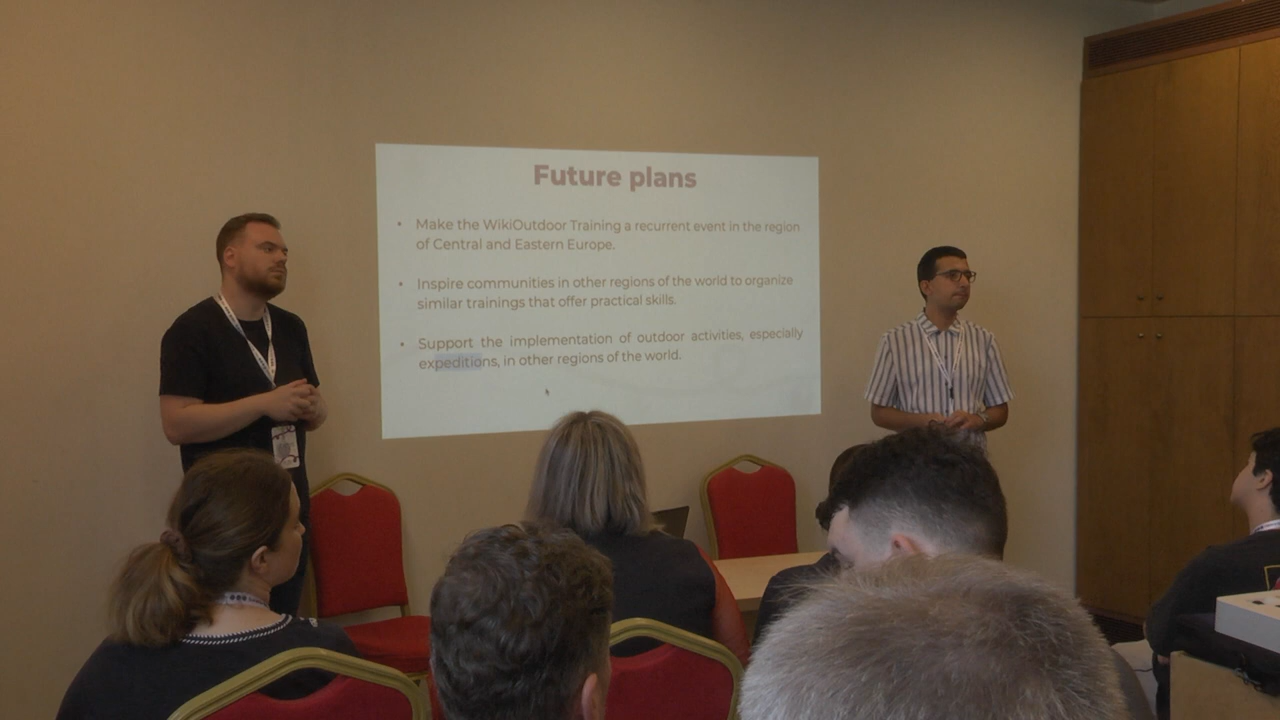 Future plans
• Make the WikiOutdoor Training a recurrent event in the region
of Central and Eastern Europe.
• Inspire communities in other regions of the world to organize
similar trainings that offer practical skills.
• Support the implementation of outdoor activities, especially
expeditions, in other regions of the world.